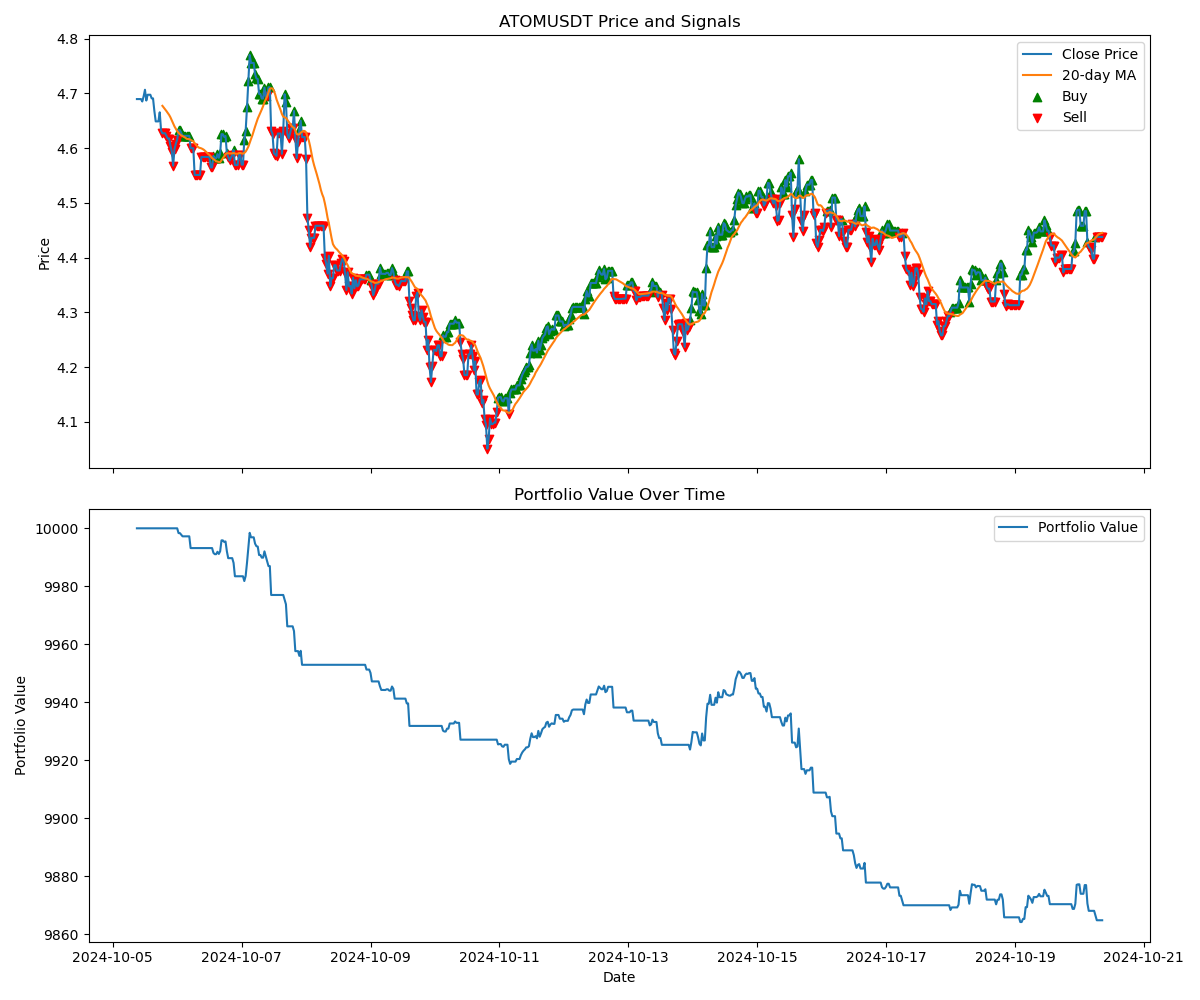 ATOMUSDT Price and Signals
Price
4.8
4.7
4.6
4.5
4.4
4.3
4.2
4.1
Close Price
20-day MA
Buy
Sell
Portfolio Value Over Time
Portfolio Value
10000
9980
9960
9940
9920
9900
9880
9860
Portfolio Value
2024-10-05 2024-10-07 2024-10-09 2024-10-11 2024-10-13 2024-10-15 2024-10-17 2024-10-19 2024-10-21
Date